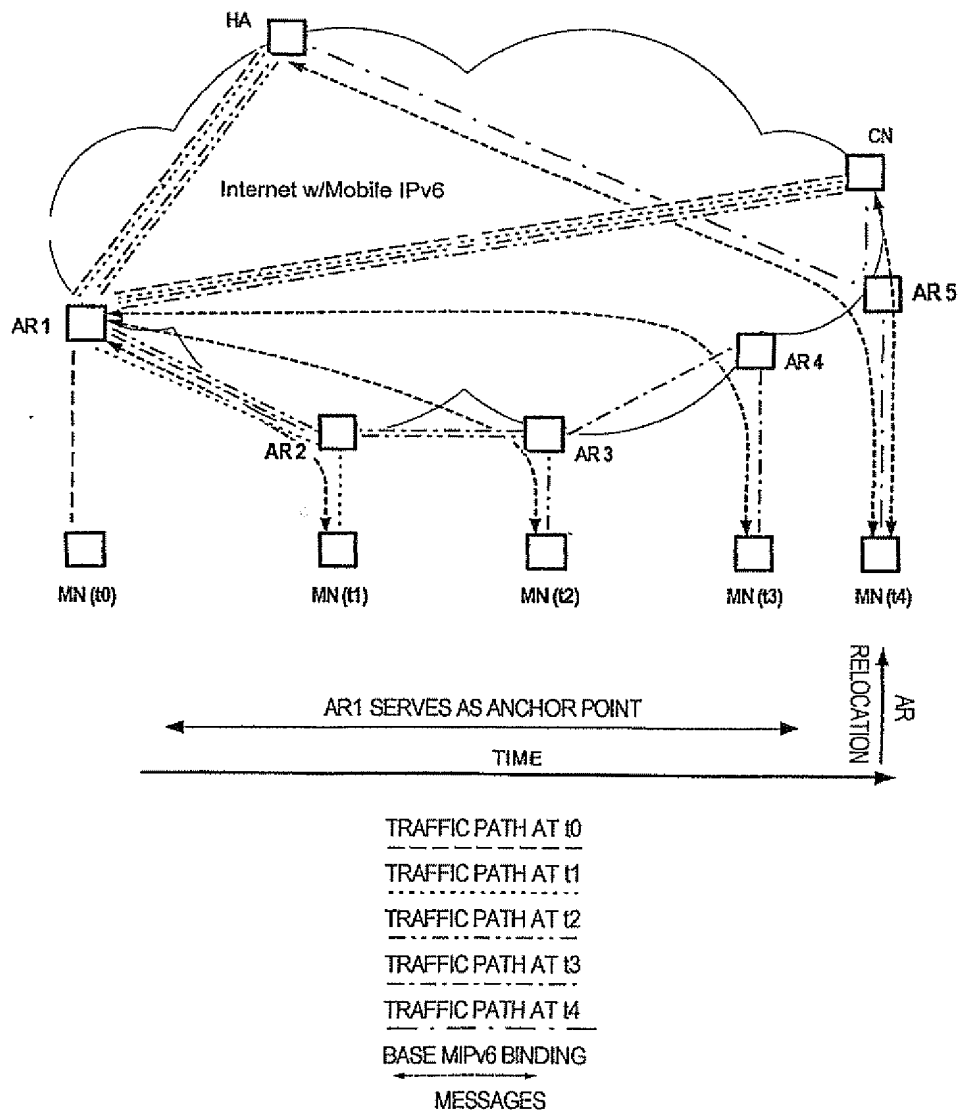 HA
CN
Internet w/Mobile IPv6
AR 1
AR 5
AR 4
AR 2
AR 3
MN (t0)
MN (t1)
MN (t2)
MN (t3)
MN (t4)
AR
RELOCATION
AR1 SERVES AS ANCHOR POINT
TIME
TRAFFIC PATH AT t0
TRAFFIC PATH AT t1
TRAFFIC PATH AT t2
TRAFFIC PATH AT t3
TRAFFIC PATH AT t4
BASE MIPv6 BINDING
MESSAGES